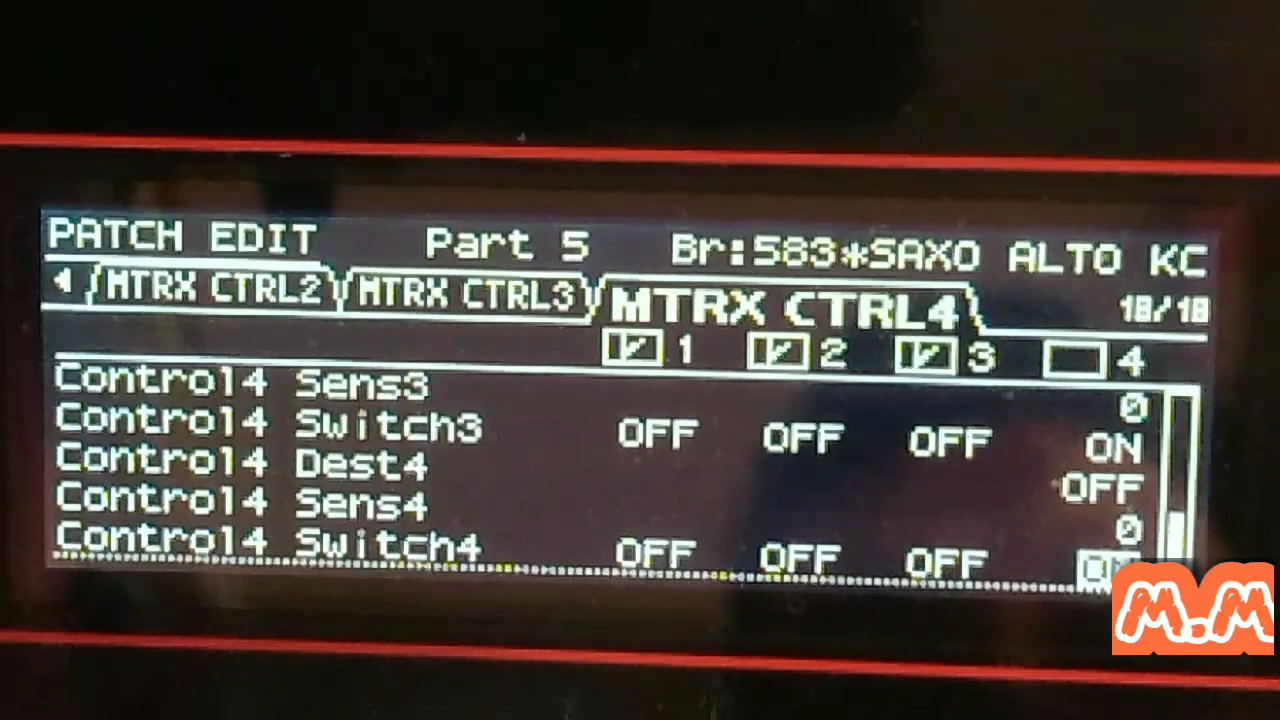 PATCH EDIT Part 5 Br:583*SAXO ALTO KC
MTRX CTRL2 MTRX CTRL3 MTRX CTRL4 18/18
1 2 3 4
Control4 Sens3 0
Control4 Switch3 OFF OFF OFF ON
Control4 Dest4 OFF
Control4 Sens4 0
Control4 Switch4 OFF OFF OFF
M.M